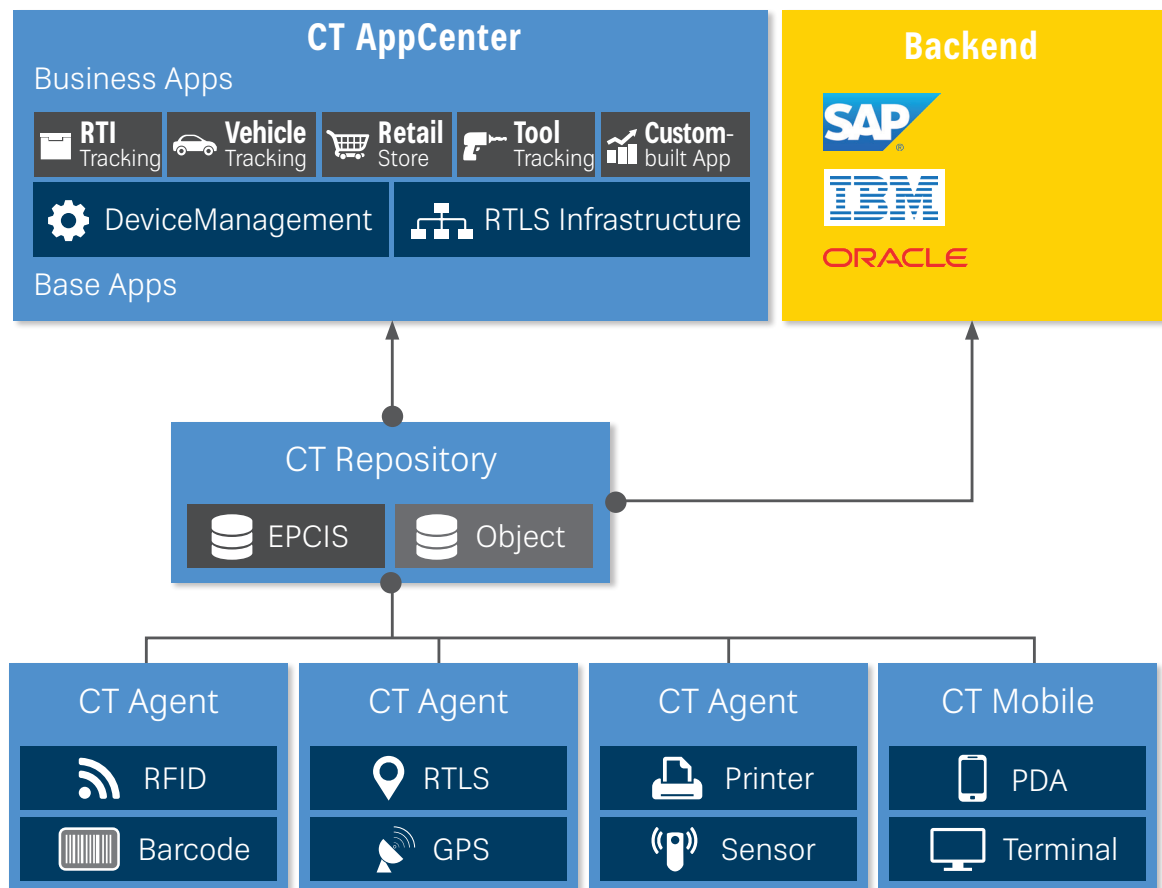 CT AppCenter
Business Apps
RTI
Tracking
Vehicle
Tracking
Retail
Store
Tool
Tracking
Custom-
built App
DeviceManagement
RTLS Infrastructure
Base Apps
Backend
SAP
®
IBM
ORACLE
CT Repository
EPCIS
Object
CT Agent
RFID
Barcode
CT Agent
RTLS
GPS
CT Agent
Printer
Sensor
CT Mobile
PDA
Terminal